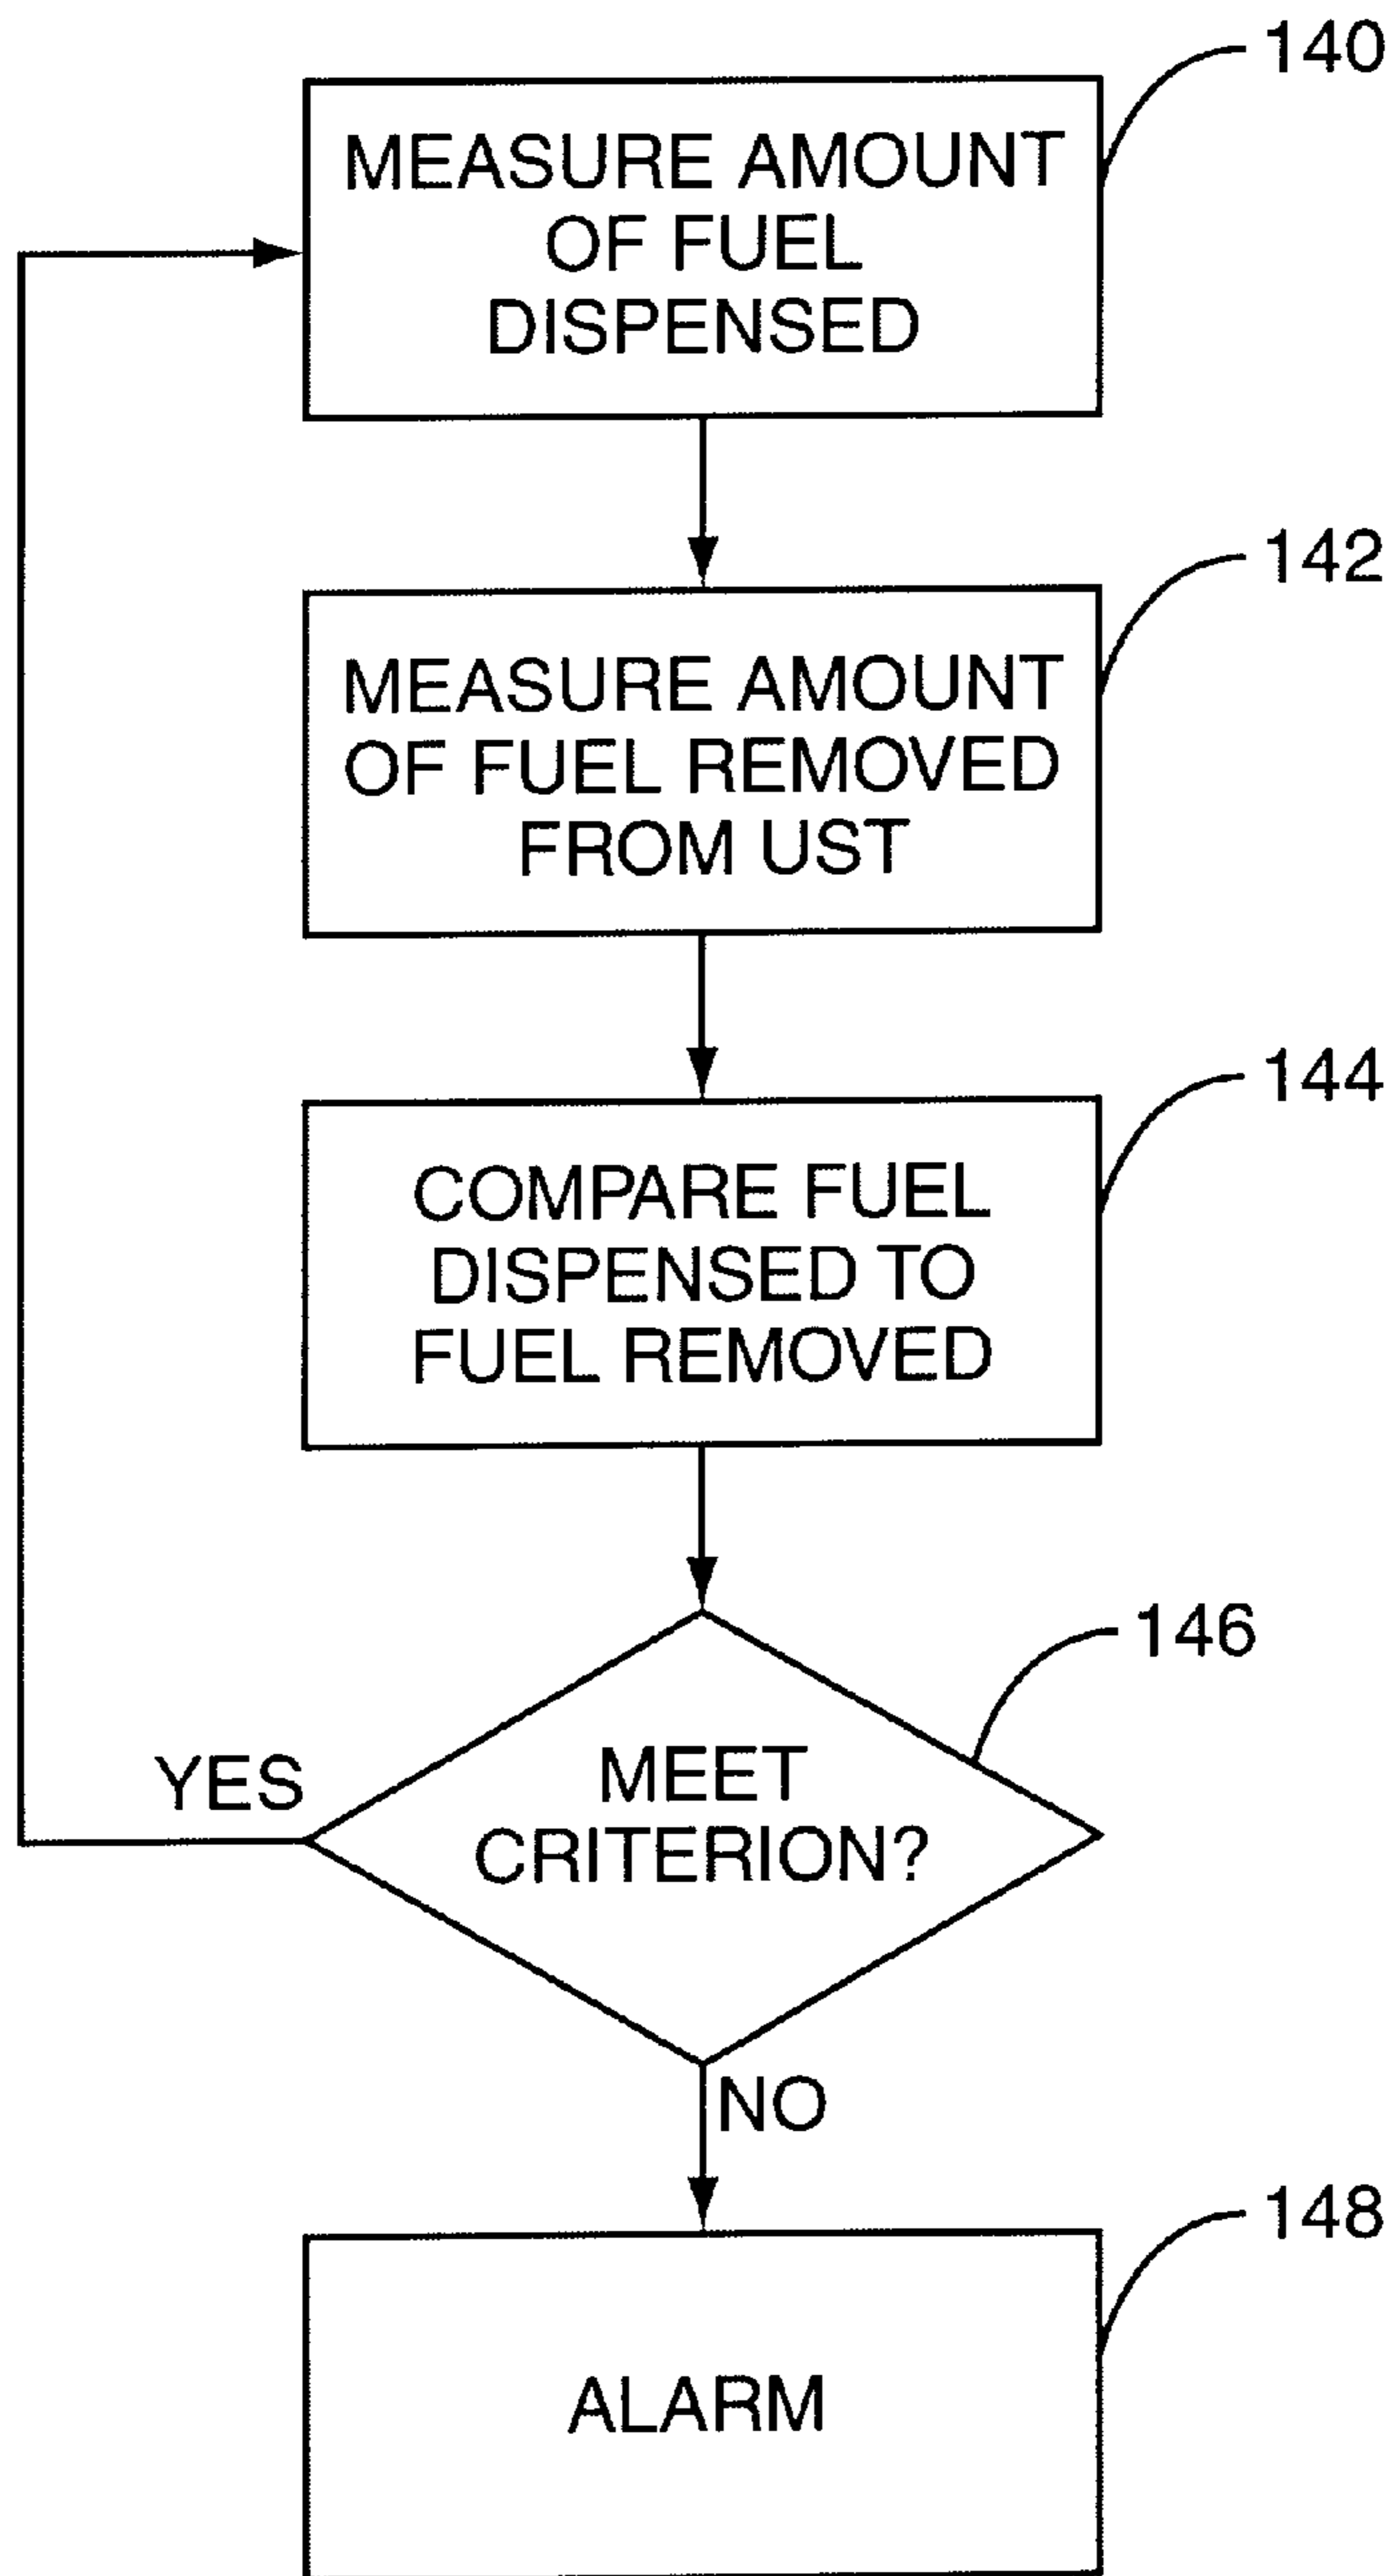 140
MEASURE AMOUNT
OF FUEL
DISPENSED
142
MEASURE AMOUNT
OF FUEL REMOVED
FROM UST
144
COMPARE FUEL
DISPENSED TO
FUEL REMOVED
146
MEET
CRITERION?
YES
NO
148
ALARM